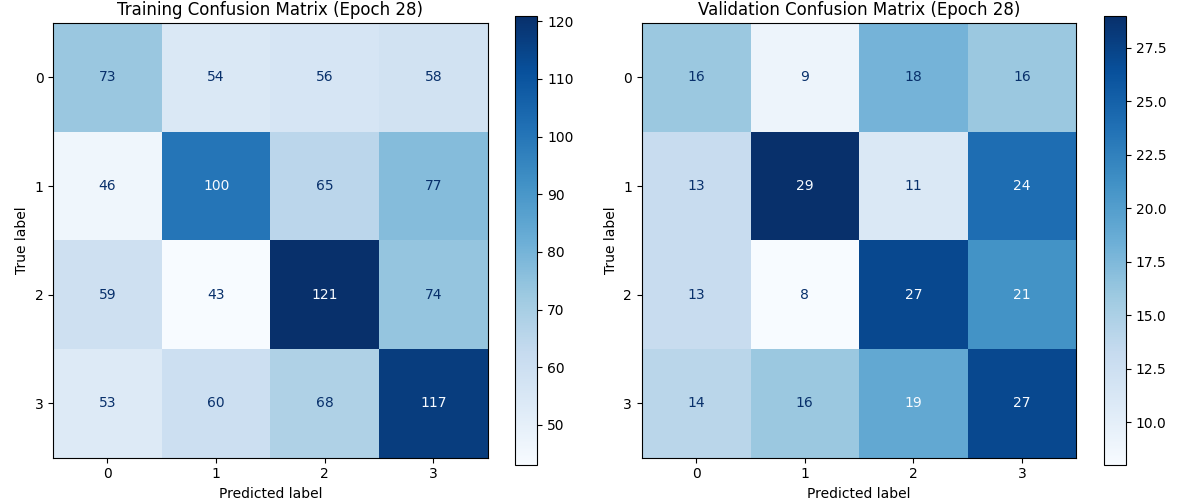 Training Confusion Matrix (Epoch 28)
True label
0
73 54 56 58
1
46 100 65 77
2
59 43 121 74
3
53 60 68 117
0 1 2 3
Predicted label
120
110
100
90
80
70
60
50
Validation Confusion Matrix (Epoch 28)
True label
0
16 9 18 16
1
13 29 11 24
2
13 8 27 21
3
14 16 19 27
0 1 2 3
Predicted label
27.5
25.0
22.5
20.0
17.5
15.0
12.5
10.0